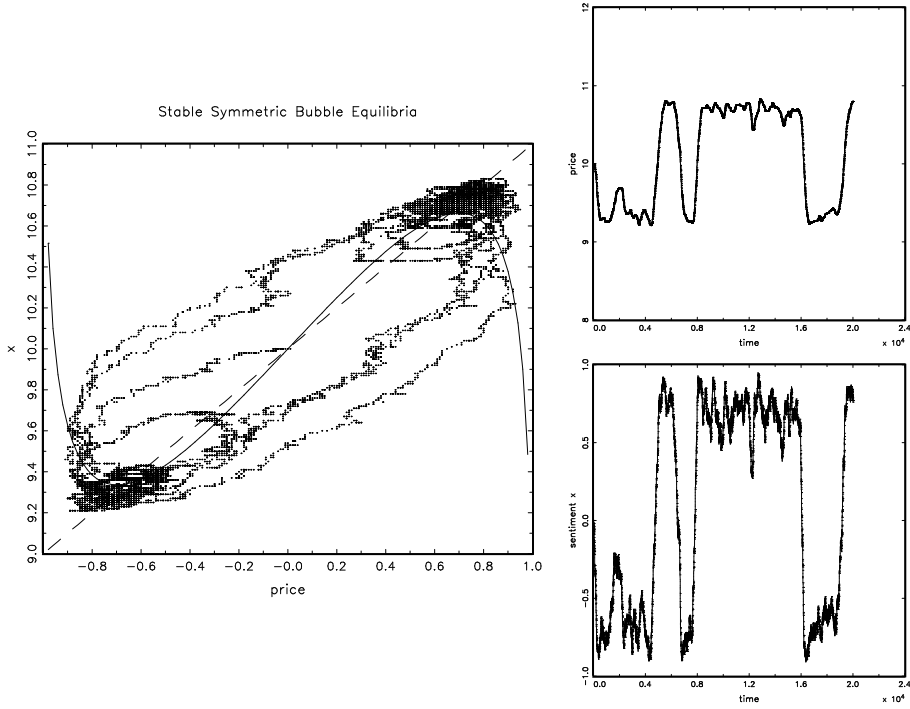 Stable Symmetric Bubble Equilibria
11.0
10.8
10.6
10.4
10.2
10.0
9.8
9.6
9.4
9.2
9.0
x
−0.8 −0.6 −0.4 −0.2 −0.0 0.2 0.4 0.6 0.8 1.0
price
12
11
10
9
8
price
0.0 0.4 0.8 1.2 1.6 2.0 2.4
time x 10⁴
1.0
0.5
0.0
−0.5
−1.0
sentiment x
0.0 0.4 0.8 1.2 1.6 2.0 2.4
time x 10⁴